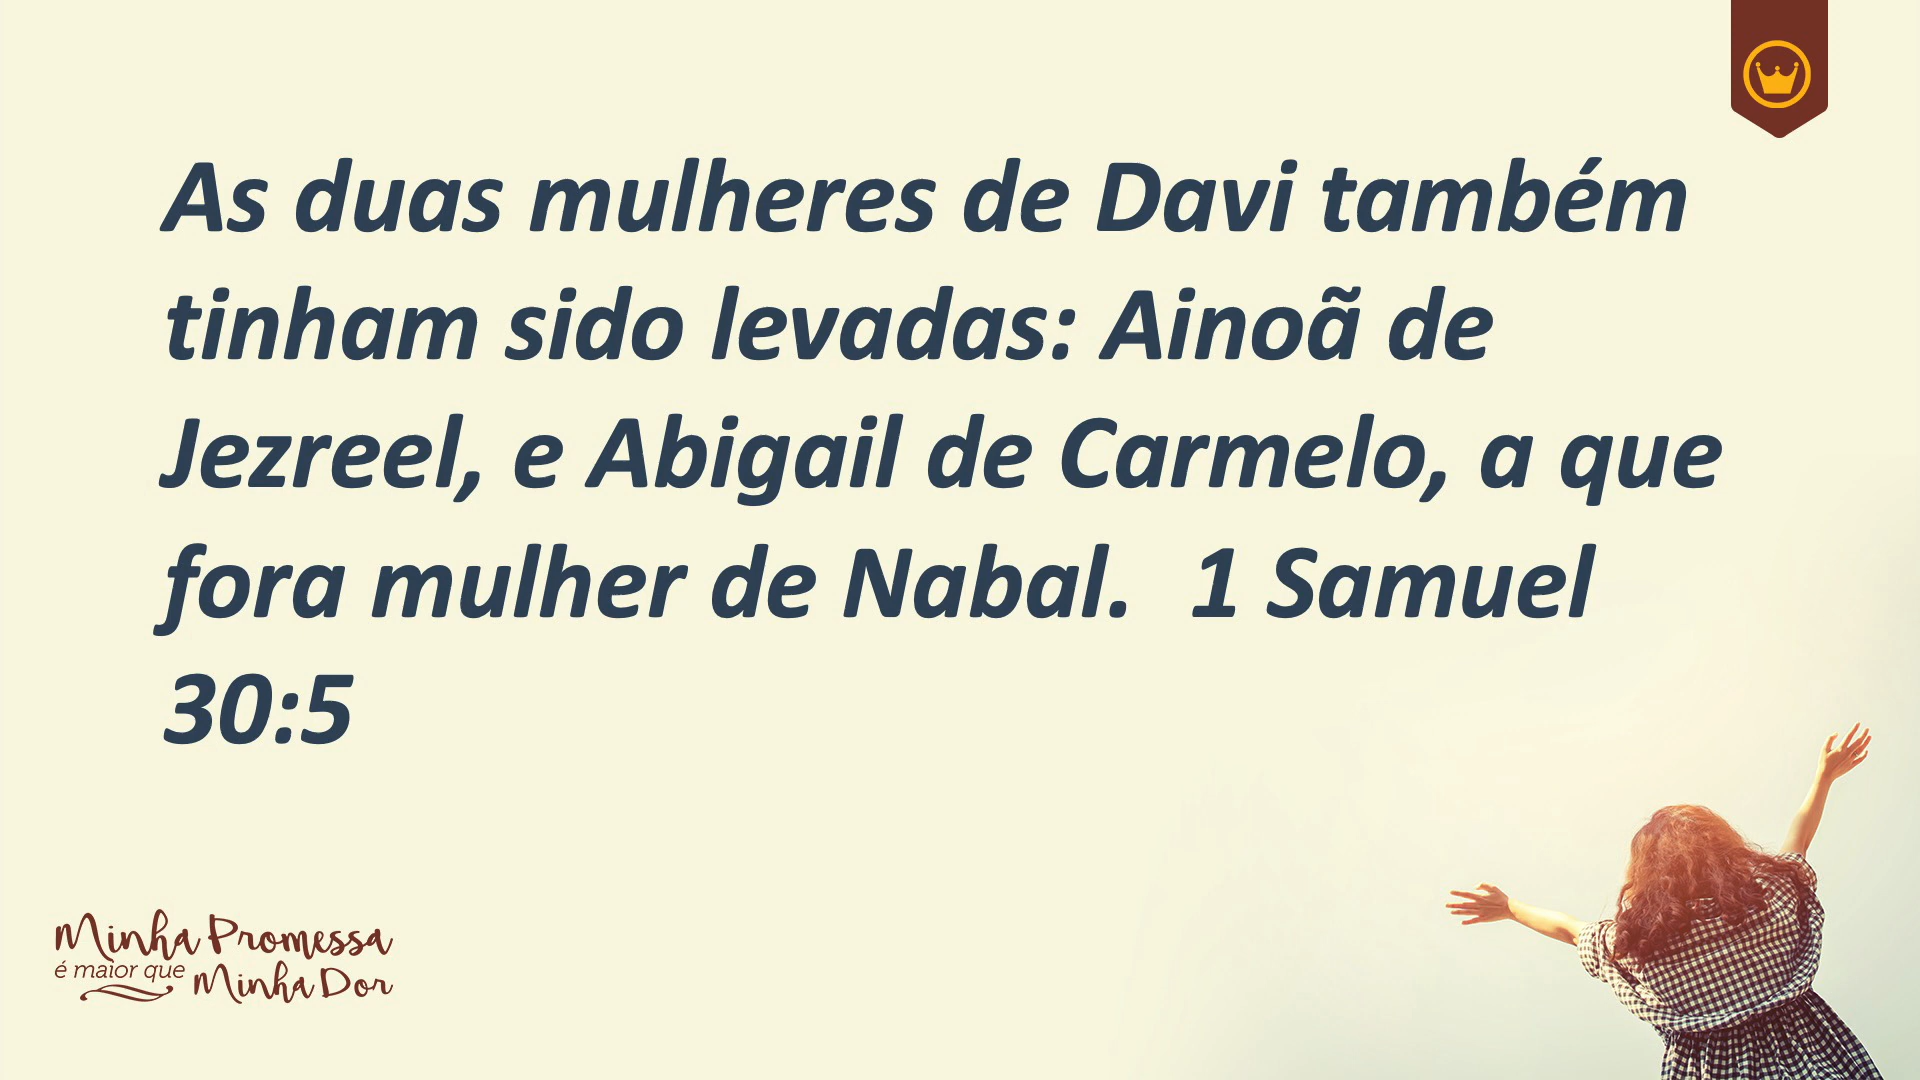 As duas mulheres de Davi também
tinham sido levadas: Ainoã de
Jezreel, e Abigail de Carmelo, a que
fora mulher de Nabal.  1 Samuel
30:5
Minha Promessa
é maior que Minha Dor